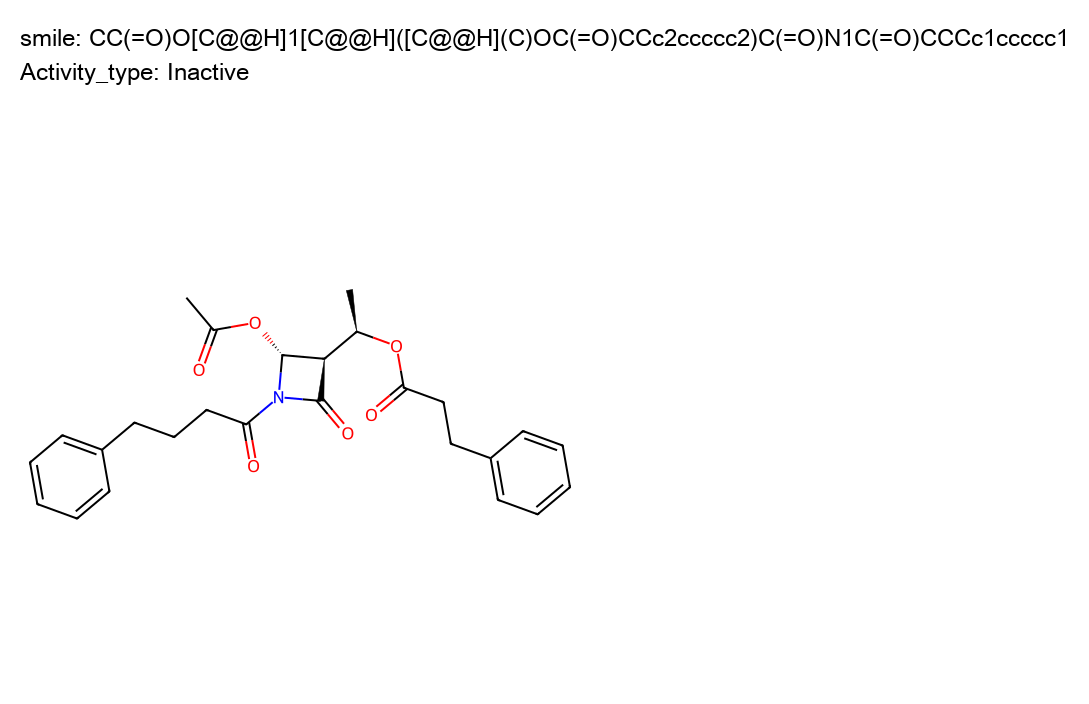 smile: CC(=O)O[C@@H]1[C@@H]([C@@H](C)OC(=O)CCc2ccccc2)C(=O)N1C(=O)CCCc1ccccc1
Activity_type: Inactive
O
O
O
N
O
O
O